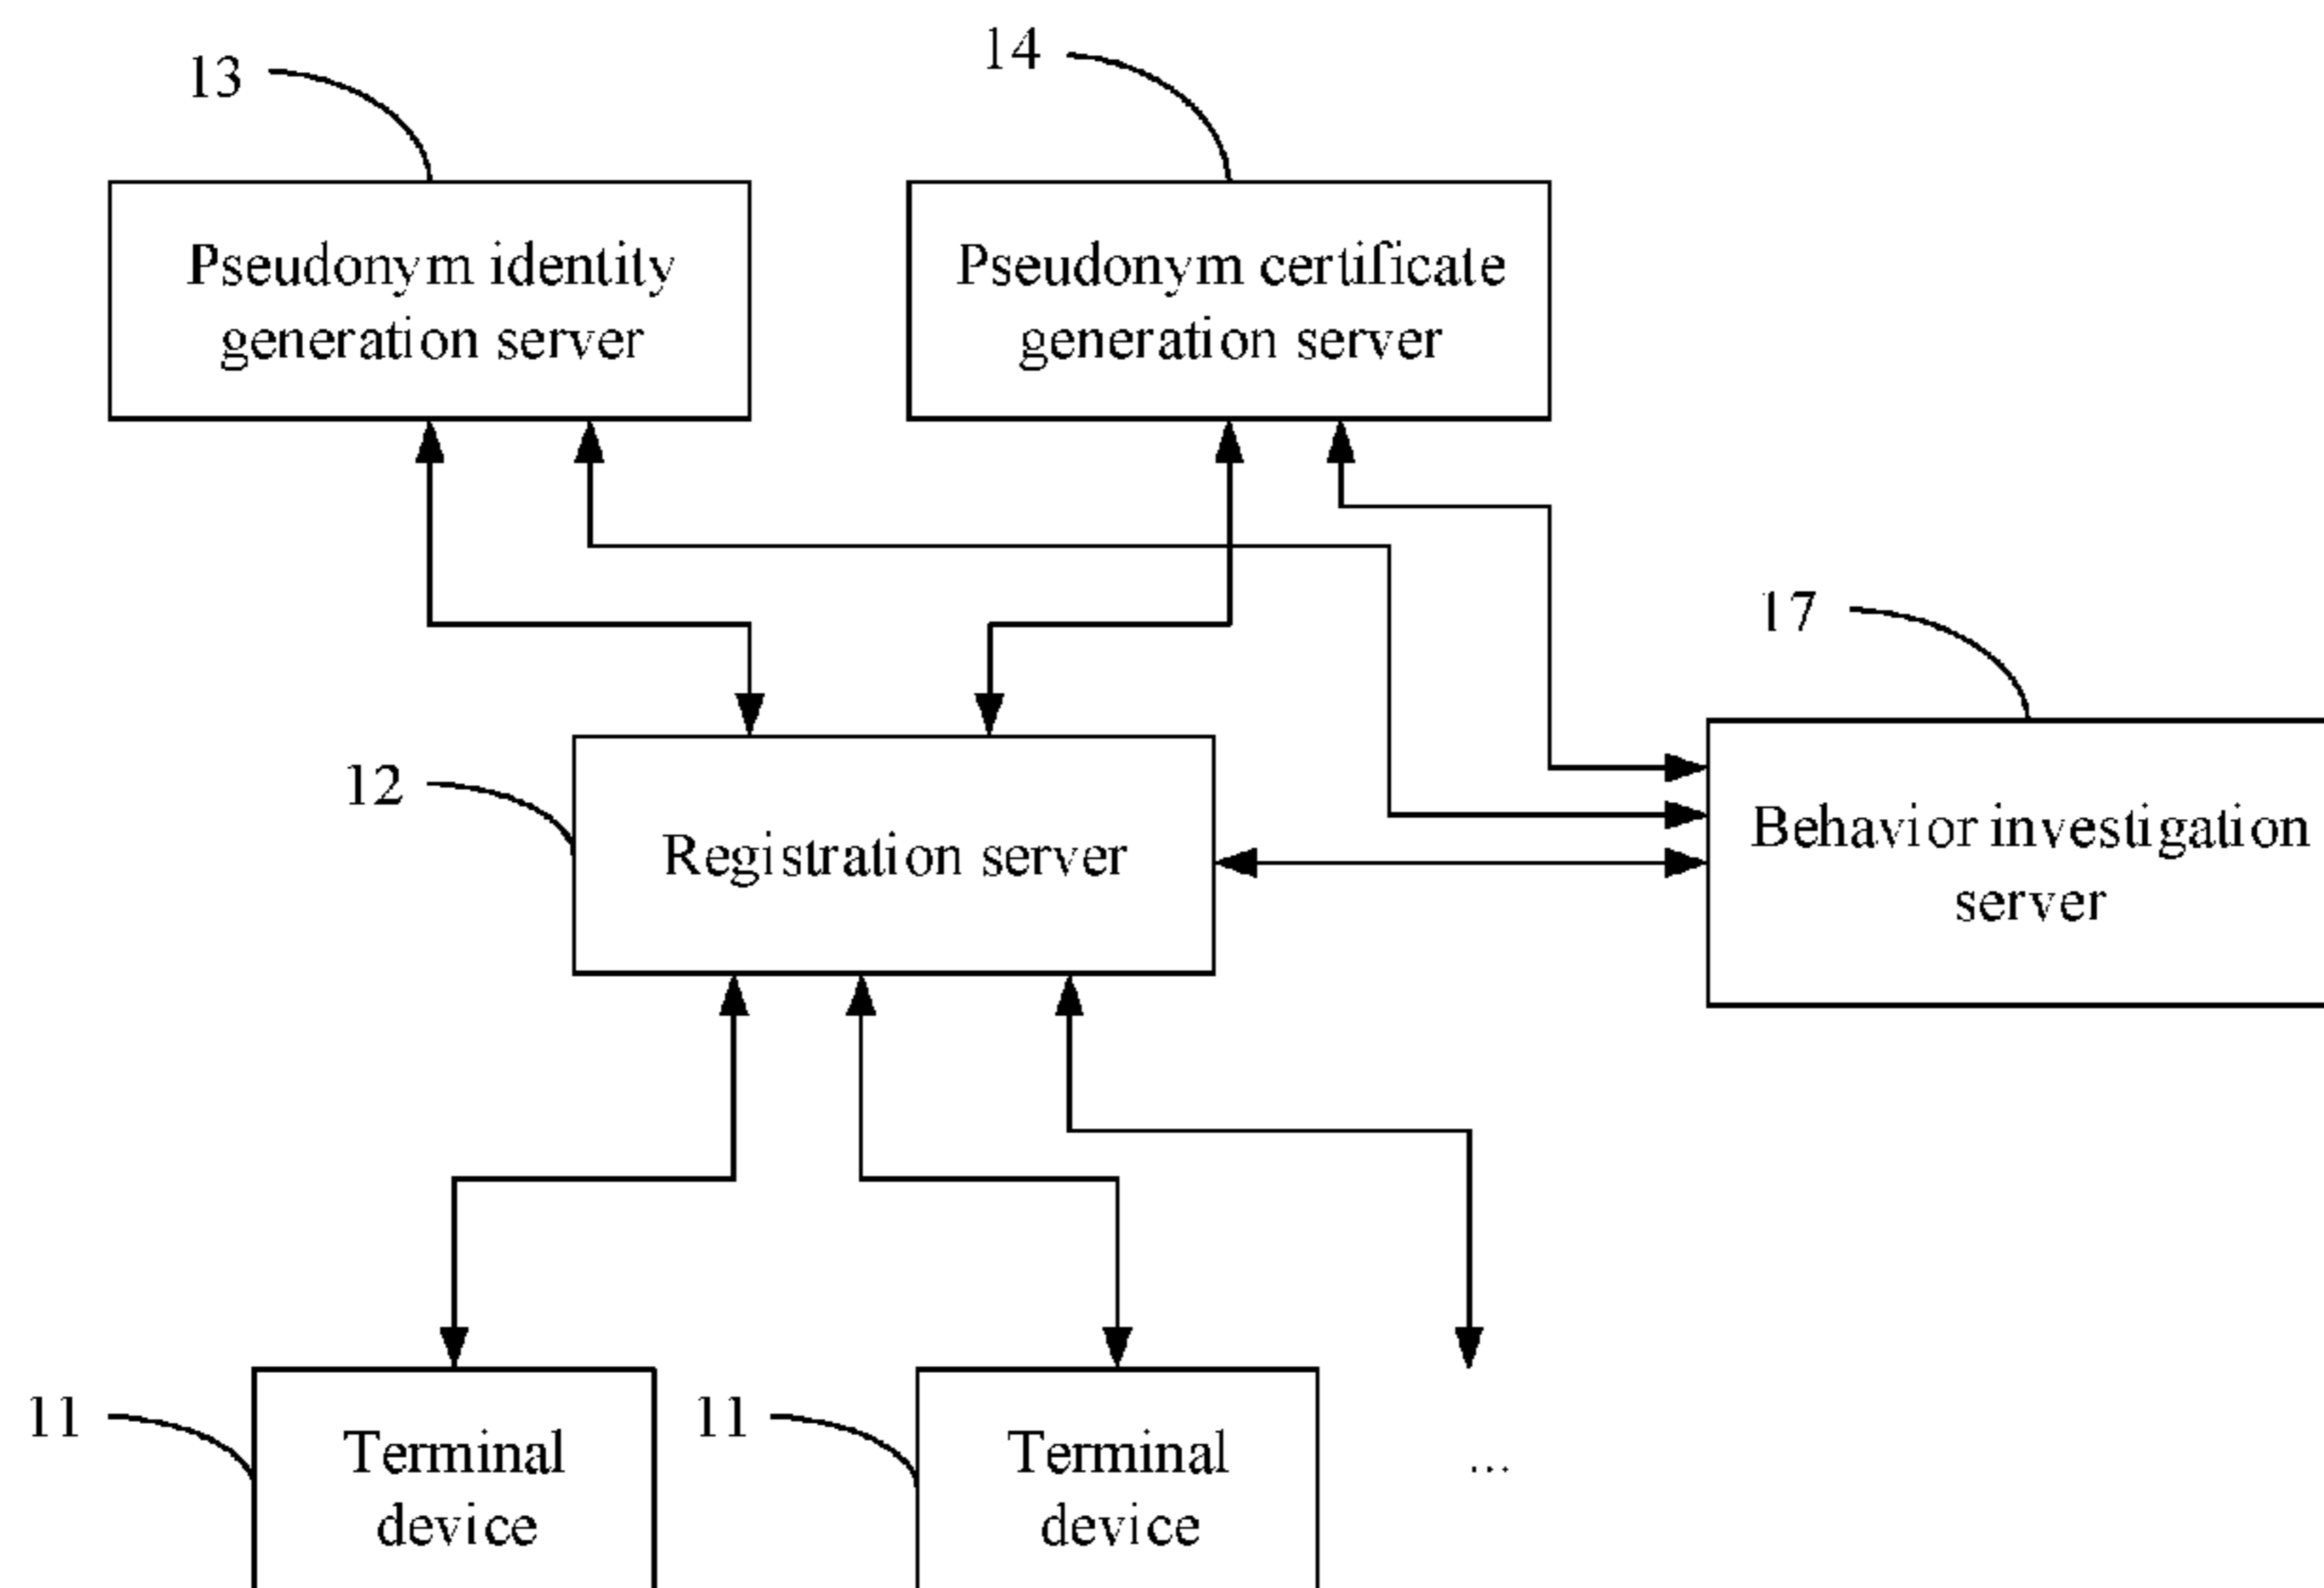 13
14
Pseudonym identity
generation server
Pseudonym certificate
generation server
17
12
Registration server
Behavior investigation
server
11
Terminal
device
11
Terminal
device
...